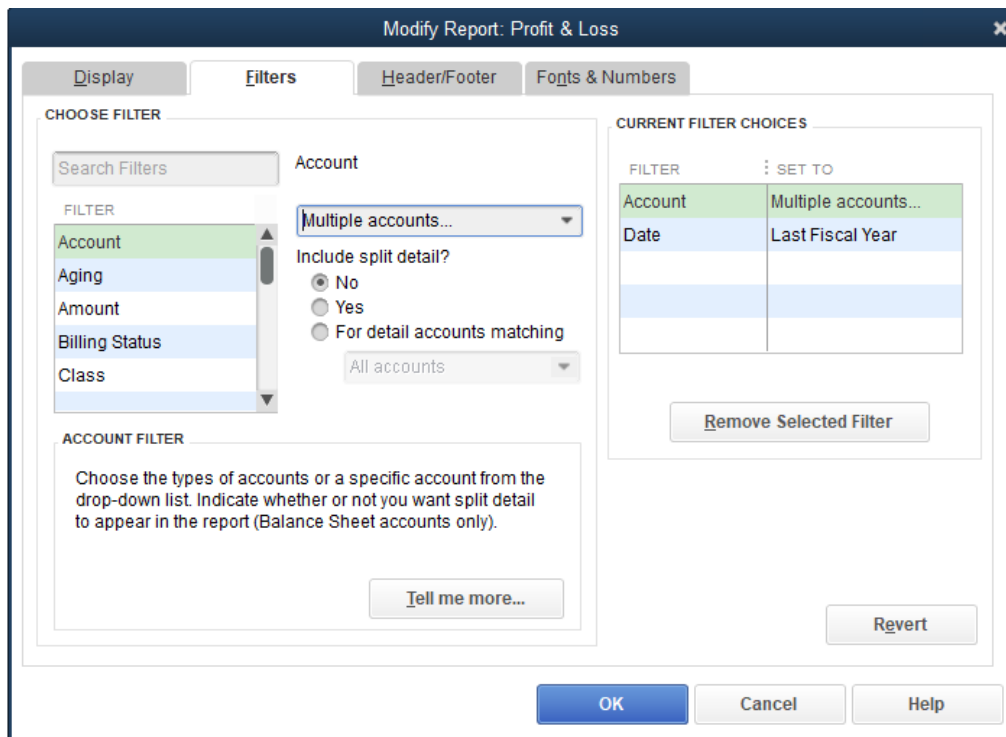 Modify Report: Profit & Loss
Display
Filters
Header/Footer
Fonts & Numbers
CHOOSE FILTER
Search Filters
FILTER
Account
Aging
Amount
Billing Status
Class
Account
Multiple accounts...
Include split detail?
No
Yes
For detail accounts matching
All accounts
ACCOUNT FILTER
Choose the types of accounts or a specific account from the
drop-down list. Indicate whether or not you want split detail
to appear in the report (Balance Sheet accounts only).
Tell me more...
CURRENT FILTER CHOICES
FILTER SET TO
Account Multiple accounts...
Date Last Fiscal Year
Remove Selected Filter
Revert
OK
Cancel
Help